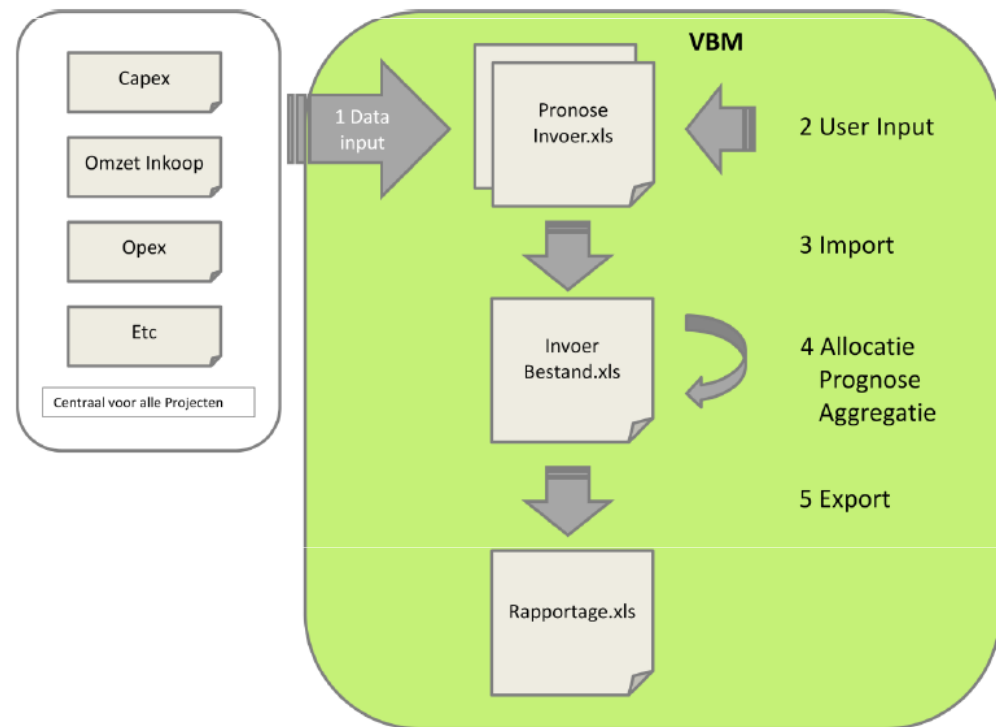 Capex
Omzet Inkoop
Opex
Etc
Centraal voor alle Projecten
VBM
1 Data
input
Pronose
Invoer.xls
2 User Input
3 Import
Invoer
Bestand.xls
4 Allocatie
Prognose
Aggregatie
5 Export
Rapportage.xls